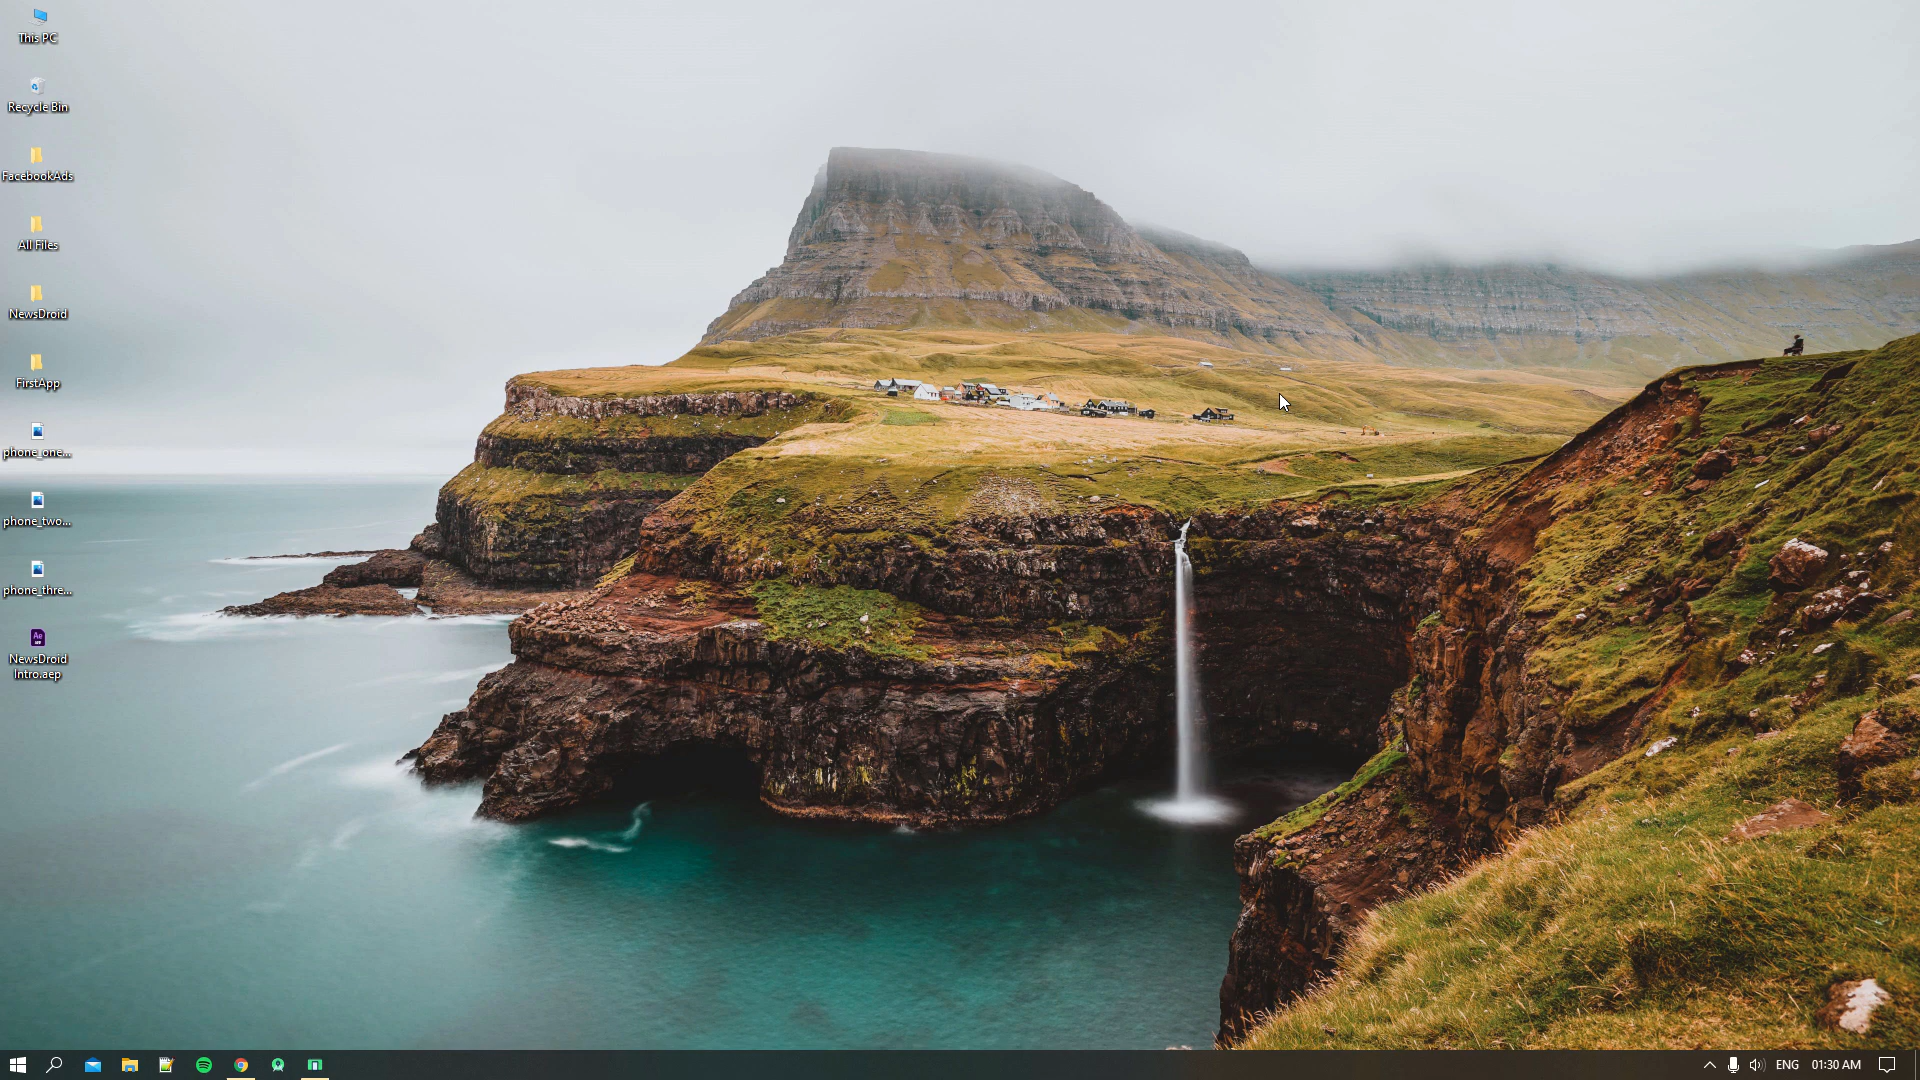 This PC
Recycle Bin
FacebookAds
All Files
NewsDroid
FirstApp
phone_one...
phone_two...
phone_thre...
Ae
NewsDroid
Intro.aep
ENG
01:30 AM